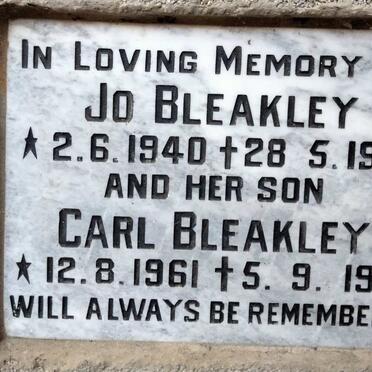 IN LOVING MEMORY
JO BLEAKLEY
★ 2.6.1940 † 28 5.19
AND HER SON
CARL BLEAKLEY
★ 12.8.1961 † 5. 9. 19
WILL ALWAYS BE REMEMBE